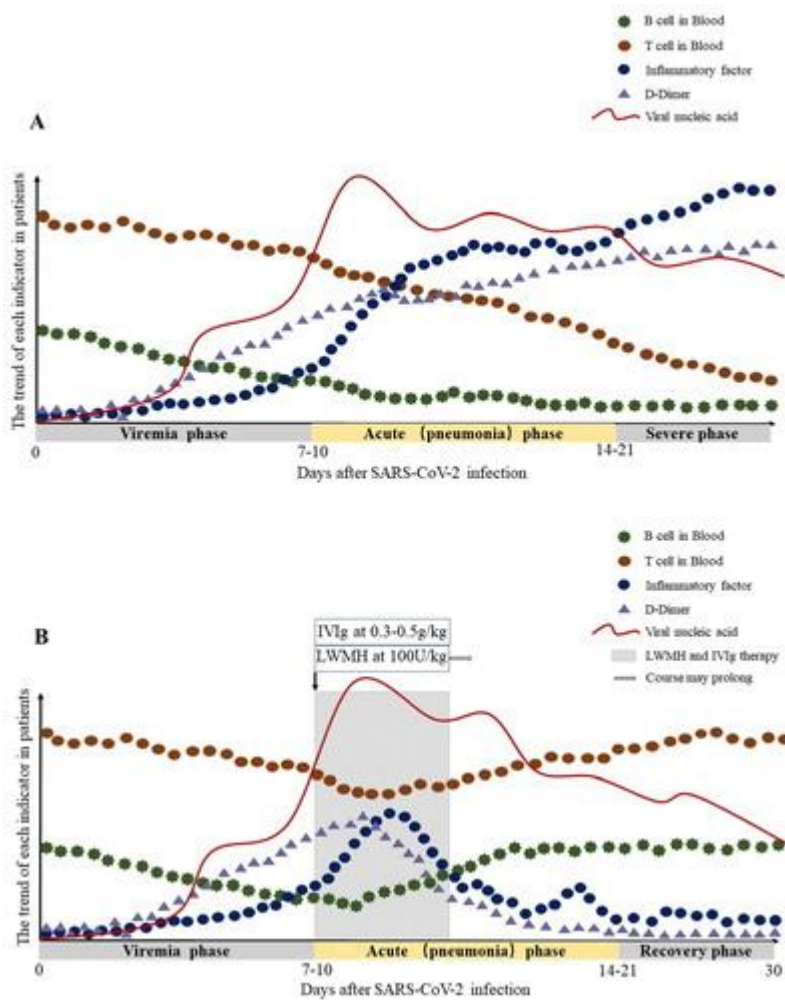 B cell in Blood
T cell in Blood
Inflammatory factor
D-Dimer
Viral nucleic acid
A
The trend of each indicator in patients
Viremia phase
Acute (pneumonia) phase
Severe phase
0
7-10
14-21
Days after SARS-CoV-2 infection
B cell in Blood
T cell in Blood
Inflammatory factor
D-Dimer
Viral nucleic acid
LWMH and IVIg therapy
Course may prolong
B
IVIg at 0.3-0.5g/kg
LWMH at 100U/kg
The trend of each indicator in patients
Viremia phase
Acute (pneumonia) phase
Recovery phase
0
7-10
14-21
30
Days after SARS-CoV-2 infection